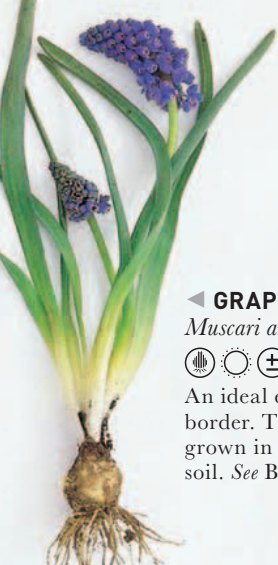 GRAP
Muscari a
An ideal e
border. T
grown in
soil. See B